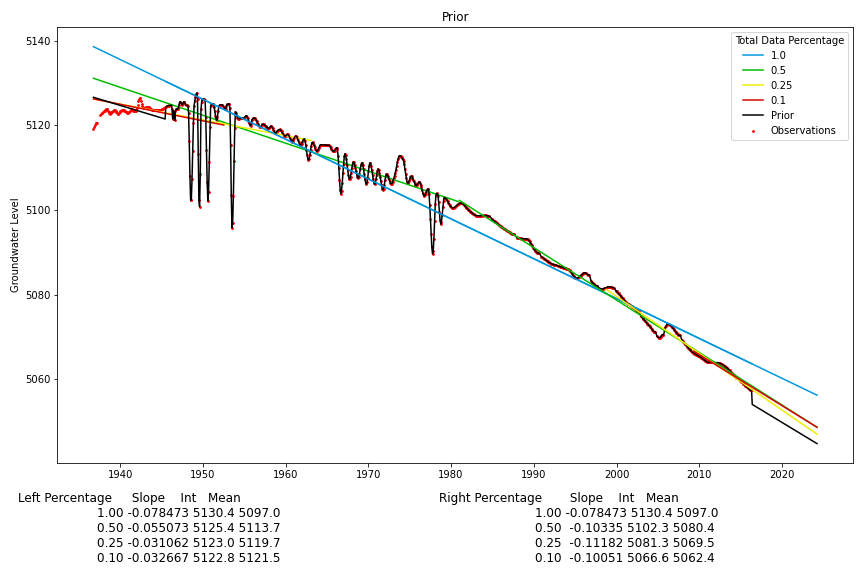 Prior
Total Data Percentage
1.0
0.5
0.25
0.1
Prior
Observations
Groundwater Level
5140
5120
5100
5080
5060
1940 1950 1960 1970 1980 1990 2000 2010 2020
Left Percentage Slope Int Mean
1.00 -0.078473 5130.4 5097.0
0.50 -0.055073 5125.4 5113.7
0.25 -0.031062 5123.0 5119.7
0.10 -0.032667 5122.8 5121.5
Right Percentage Slope Int Mean
1.00 -0.078473 5130.4 5097.0
0.50 -0.10335 5102.3 5080.4
0.25 -0.11182 5081.3 5069.5
0.10 -0.10051 5066.6 5062.4